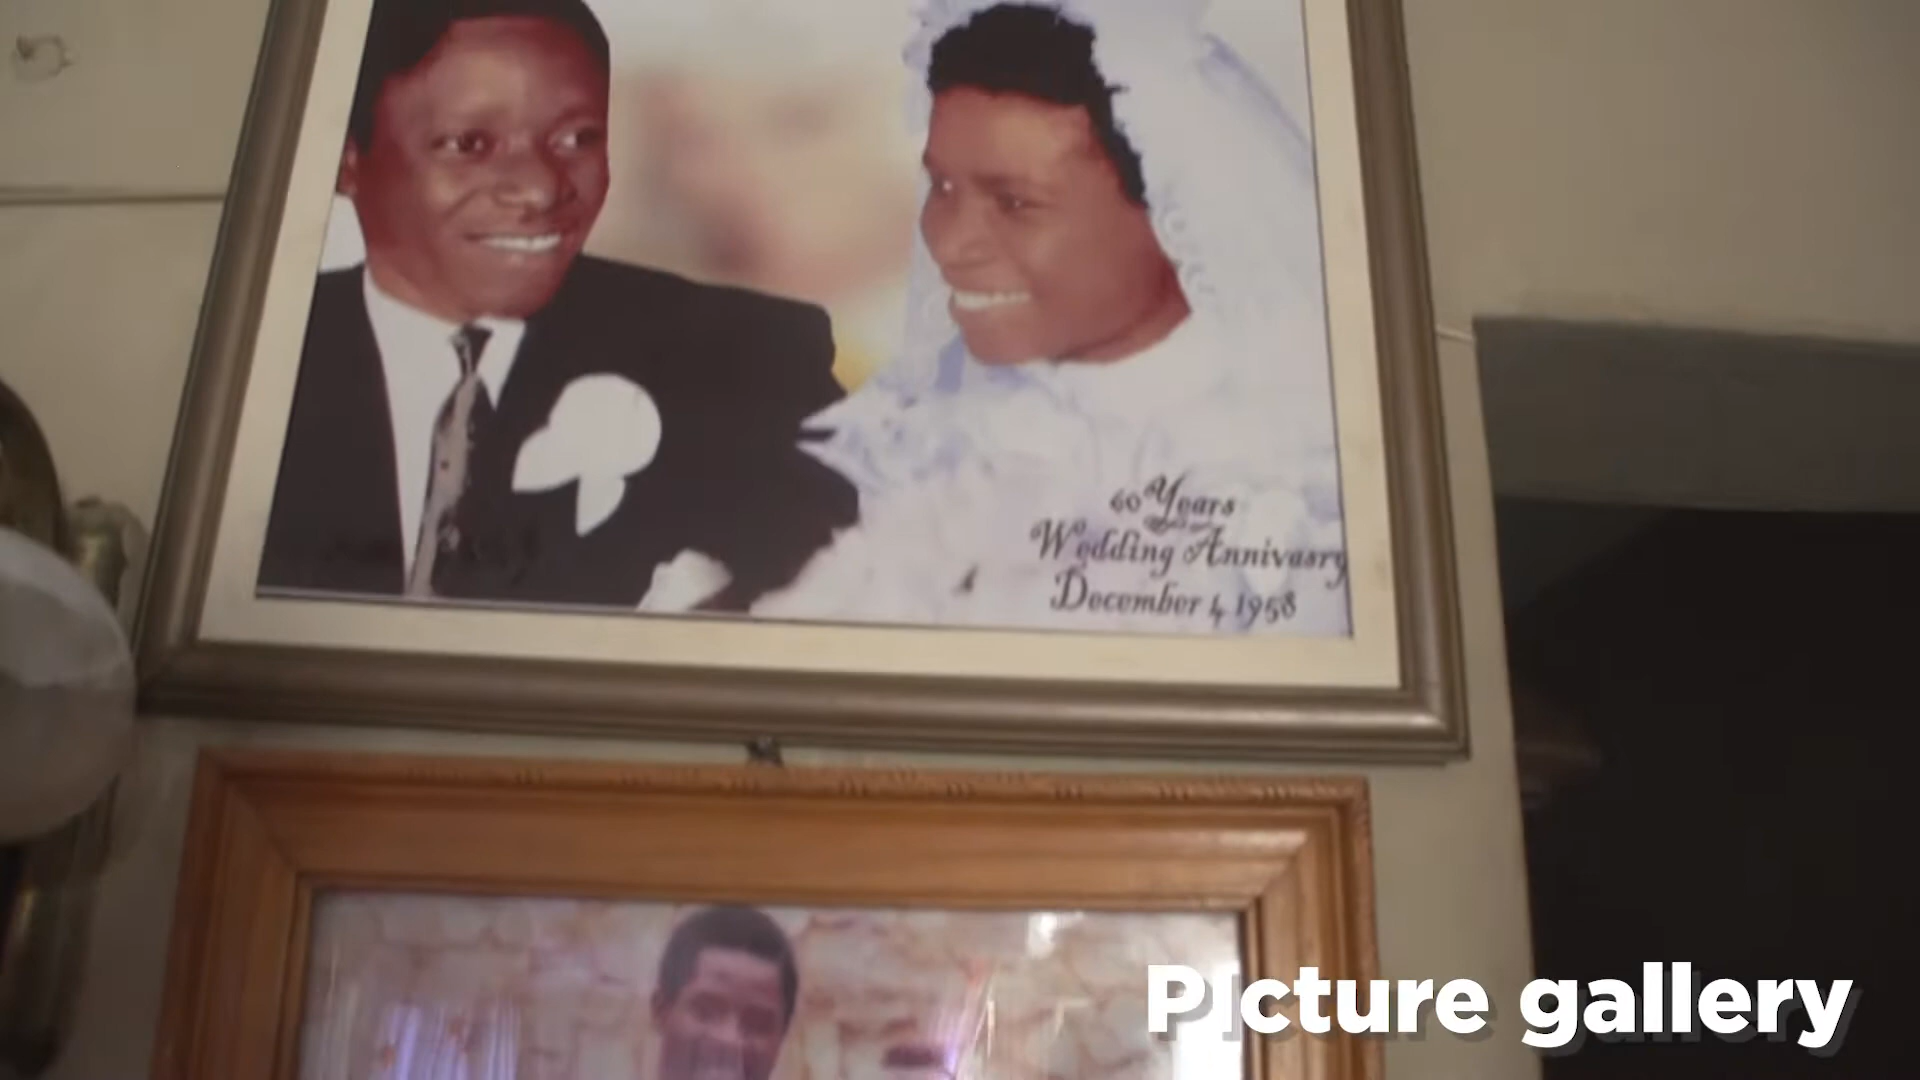 60 Years
Wedding Annivasry
December 4, 1958
Picture gallery